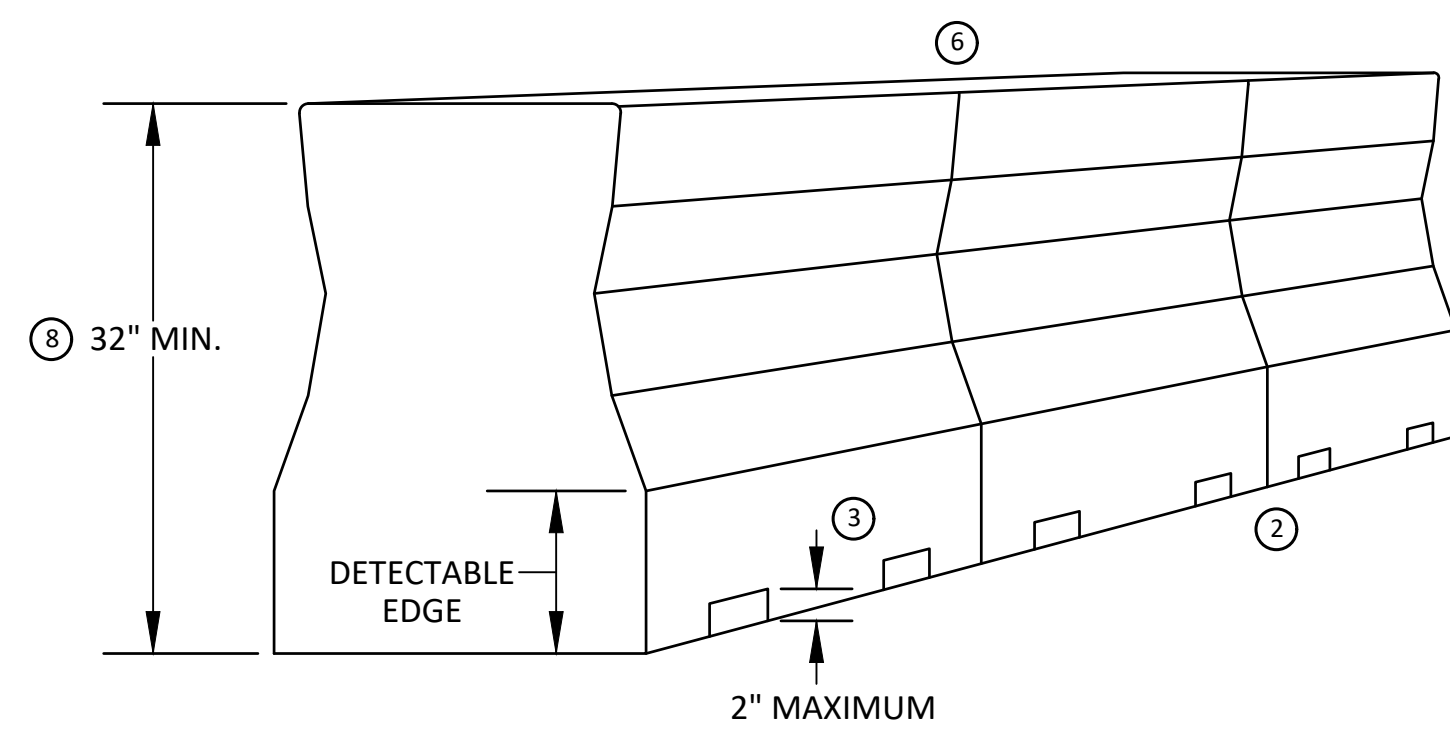 6
8 32" MIN.
3
2
DETECTABLE
EDGE
2" MAXIMUM